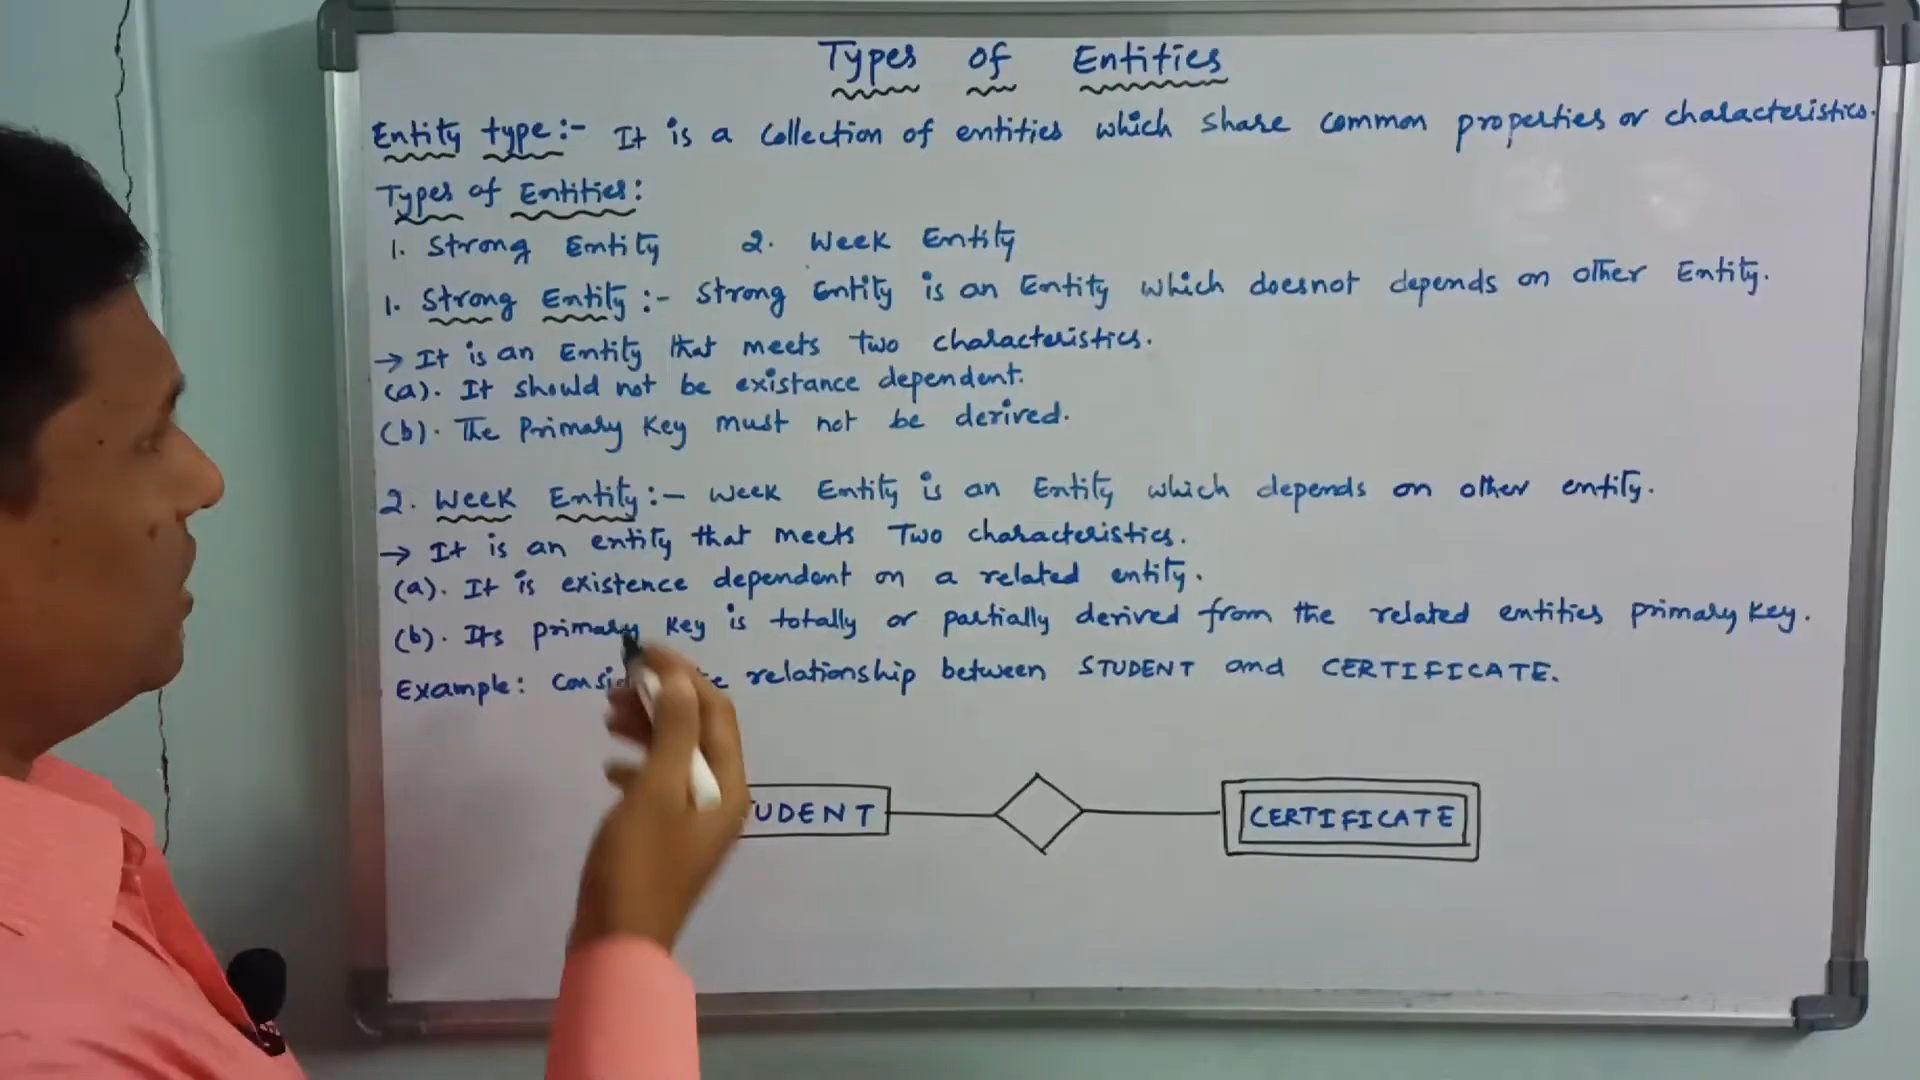 Types of Entities
Entity type:- It is a collection of entities which share common properties or characteristics.
Types of Entities:
1. Strong Entity 2. Week Entity
1. Strong Entity:- Strong Entity is an Entity which doesnot depends on other Entity.
→ It is an Entity that meets two characteristics.
(a). It should not be existance dependent.
(b). The Primary Key must not be derived.
2. Week Entity:- Week Entity is an Entity which depends on other entity.
→ It is an entity that meets Two characteristics.
(a). It is existence dependent on a related entity.
(b). Its primary key is totally or partially derived from the related entities primary key.
Example: relationship between STUDENT and CERTIFICATE.
UDENT CERTIFICATE